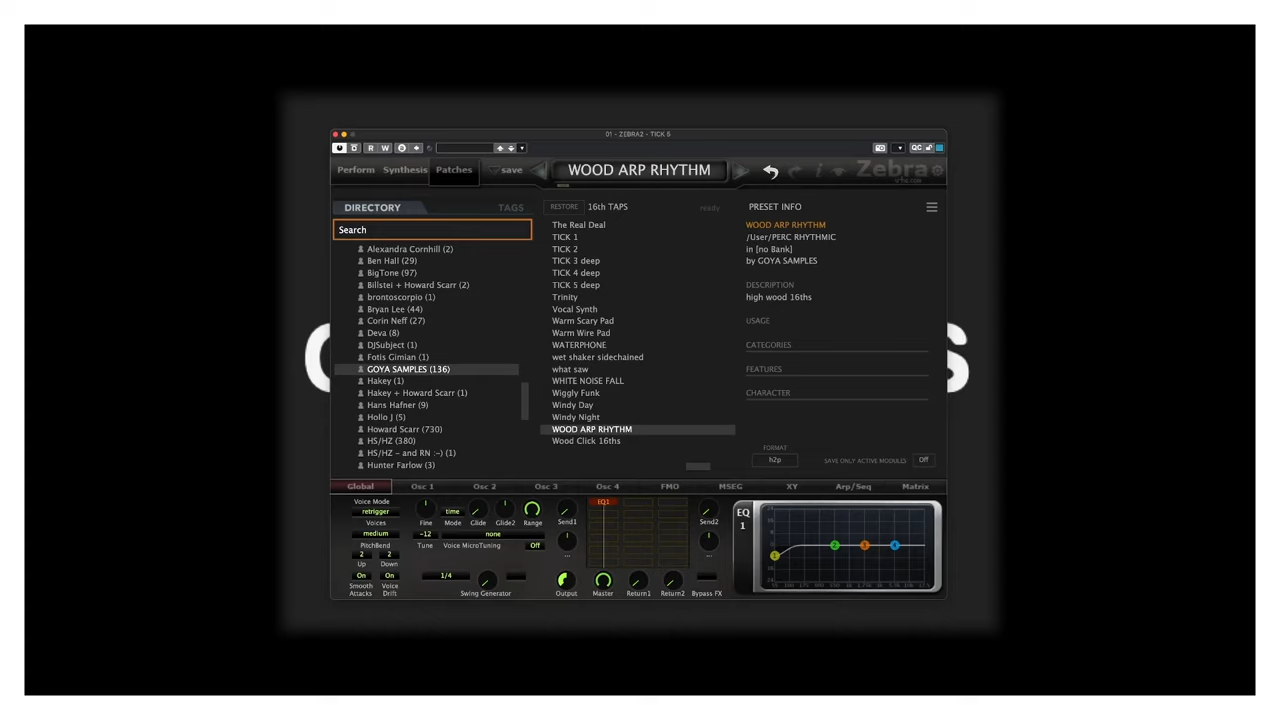 01 - ZEBRA2 - TICK 5
R W
QC
Perform Synthesis Patches save WOOD ARP RHYTHM Zebra
DIRECTORY TAGS
Search
Alexandra Cornhill (2)
Ben Hall (29)
BigTone (97)
Billstei + Howard Scarr (2)
brontoscorpio (1)
Bryan Lee (44)
Corin Neff (27)
Deva (8)
DJSubject (1)
Fotis Gimian (1)
GOYA SAMPLES (136)
Hakey (1)
Hakey + Howard Scarr (1)
Hans Hafner (9)
Hollo J (5)
Howard Scarr (730)
HS/HZ (380)
HS/HZ - and RN :-) (1)
Hunter Farlow (3)
RESTORE 16th TAPS ready
The Real Deal
TICK 1
TICK 2
TICK 3 deep
TICK 4 deep
TICK 5 deep
Trinity
Vocal Synth
Warm Scary Pad
Warm Wire Pad
WATERPHONE
wet shaker sidechained
what saw
WHITE NOISE FALL
Wiggly Funk
Windy Day
Windy Night
WOOD ARP RHYTHM
Wood Click 16ths
PRESET INFO
WOOD ARP RHYTHM
/User/PERC RHYTHMIC
in [no Bank]
by GOYA SAMPLES
DESCRIPTION
high wood 16ths
USAGE
CATEGORIES
FEATURES
CHARACTER
FORMAT
h2p SAVE ONLY ACTIVE MODULES Off
Global Osc 1 Osc 2 Osc 3 Osc 4 FMO MSEG XY Arp/Seq Matrix
Voice Mode
retrigger
Voices
medium
PitchBend
2 2
Up Down
On On
Smooth Attacks Voice Drift
time
Fine Mode Glide Glide2 Range
-12 none
Tune Voice MicroTuning Off
1/4
Swing Generator
Send1
...
Output
EQ1
Master Return1 Return2
Send2
...
Bypass FX
EQ
1
1 2 3 4